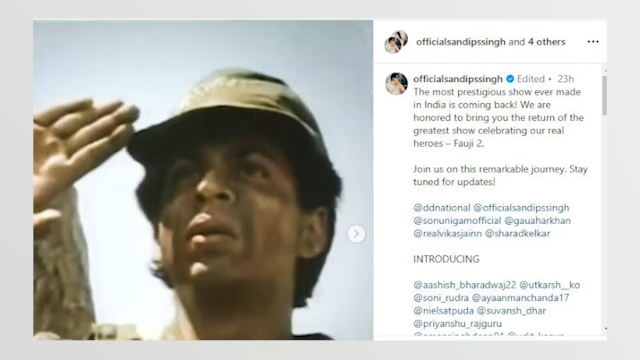 officialsandipssingh and 4 others
officialsandipssingh Edited • 23h
The most prestigious show ever made
in India is coming back! We are
honored to bring you the return of the
greatest show celebrating our real
heroes – Fauji 2.
Join us on this remarkable journey. Stay
tuned for updates!
@ddnational @officialsandipssingh
@sonunigamofficial @gauaharkhan
@realvikasjainn @sharadkelkar
INTRODUCING
@aashish_bharadwaj22 @utkarsh__ko
@soni_rudra @ayaanmanchanda17
@nielsatpuda @suvansh_dhar
@priyanshu_rajguru